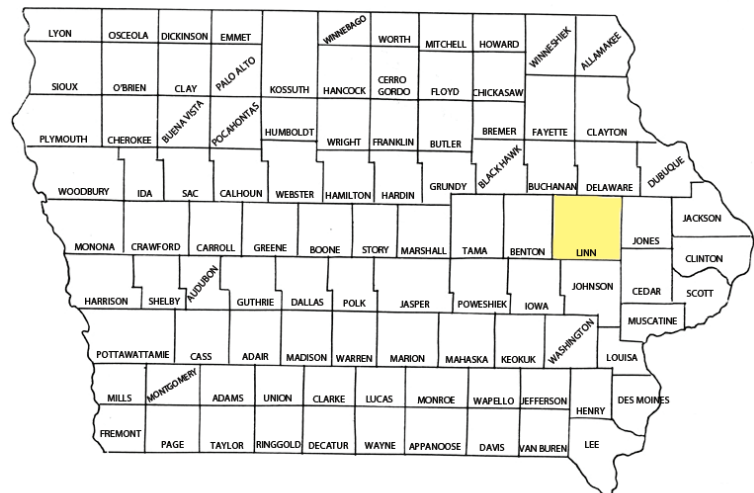 LYON OSCEOLA DICKINSON EMMET WINNEBAGO WORTH MITCHELL HOWARD WINNESHIEK ALLAMAKEE
SIOUX O'BRIEN CLAY PALO ALTO KOSSUTH HANCOCK CERRO GORDO FLOYD CHICKASAW
PLYMOUTH CHEROKEE BUENA VISTA POCAHONTAS HUMBOLDT WRIGHT FRANKLIN BUTLER BREMER FAYETTE CLAYTON
WOODBURY IDA SAC CALHOUN WEBSTER HAMILTON HARDIN GRUNDY BLACK HAWK BUCHANAN DELAWARE DUBUQUE
MONONA CRAWFORD CARROLL GREENE BOONE STORY MARSHALL TAMA BENTON LINN JONES JACKSON
HARRISON SHELBY AUDUBON GUTHRIE DALLAS POLK JASPER POWESHIEK IOWA JOHNSON CEDAR CLINTON
SCOTT
MUSCATINE
POTTAWATTAMIE CASS ADAIR MADISON WARREN MARION MAHASKA KEOKUK WASHINGTON LOUISA
MILLS MONTGOMERY ADAMS UNION CLARKE LUCAS MONROE WAPELLO JEFFERSON HENRY DES MOINES
FREMONT PAGE TAYLOR RINGGOLD DECATUR WAYNE APPANOOSE DAVIS VAN BUREN LEE